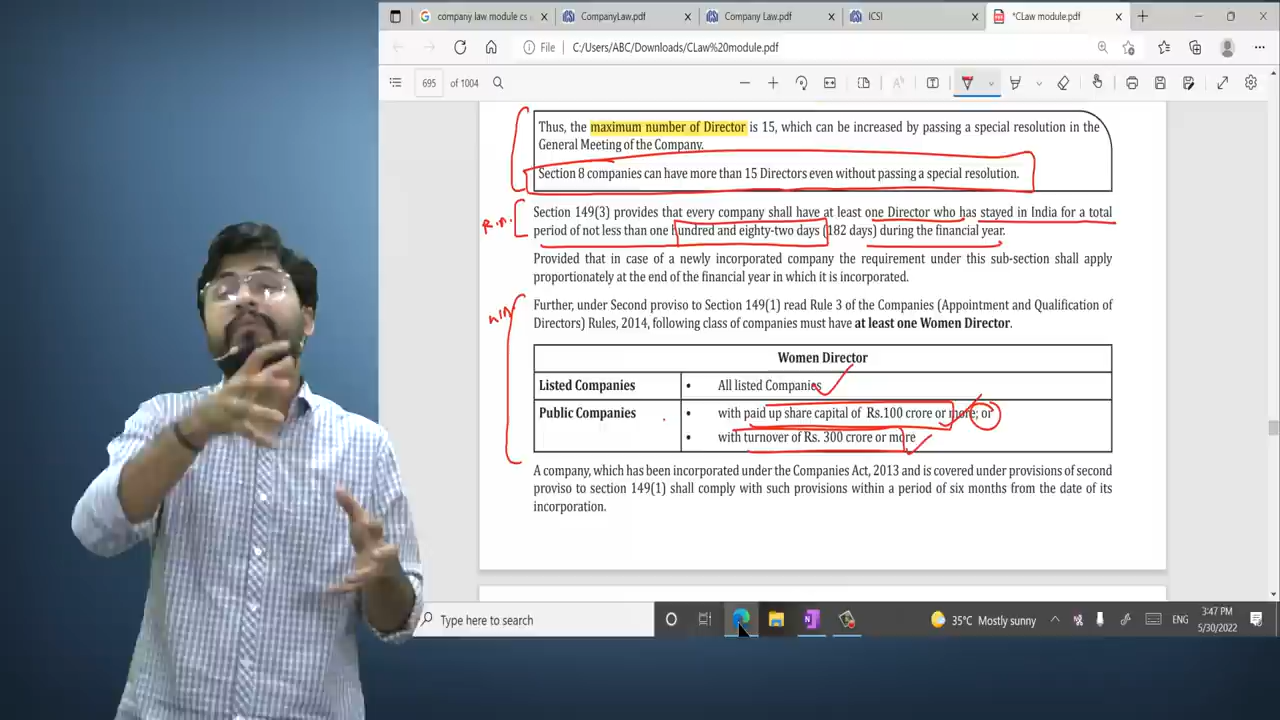 company law module cs
CompanyLaw.pdf
Company Law.pdf
ICSI
*CLaw module.pdf
File
C:/Users/ABC/Downloads/CLaw%20module.pdf
695 of 1004
Thus, the maximum number of Director is 15, which can be increased by passing a special resolution in the
General Meeting of the Company.
Section 8 companies can have more than 15 Directors even without passing a special resolution.
R.D.
Section 149(3) provides that every company shall have at least one Director who has stayed in India for a total
period of not less than one hundred and eighty-two days (182 days) during the financial year.
Provided that in case of a newly incorporated company the requirement under this sub-section shall apply
proportionately at the end of the financial year in which it is incorporated.
Further, under Second proviso to Section 149(1) read Rule 3 of the Companies (Appointment and Qualification of
Directors) Rules, 2014, following class of companies must have at least one Women Director.
Women Director
Listed Companies • All listed Companies
Public Companies • with paid up share capital of Rs.100 crore or more; or
• with turnover of Rs. 300 crore or more
A company, which has been incorporated under the Companies Act, 2013 and is covered under provisions of second
proviso to section 149(1) shall comply with such provisions within a period of six months from the date of its
incorporation.
Type here to search
35°C Mostly sunny
ENG
3:47 PM
5/30/2022